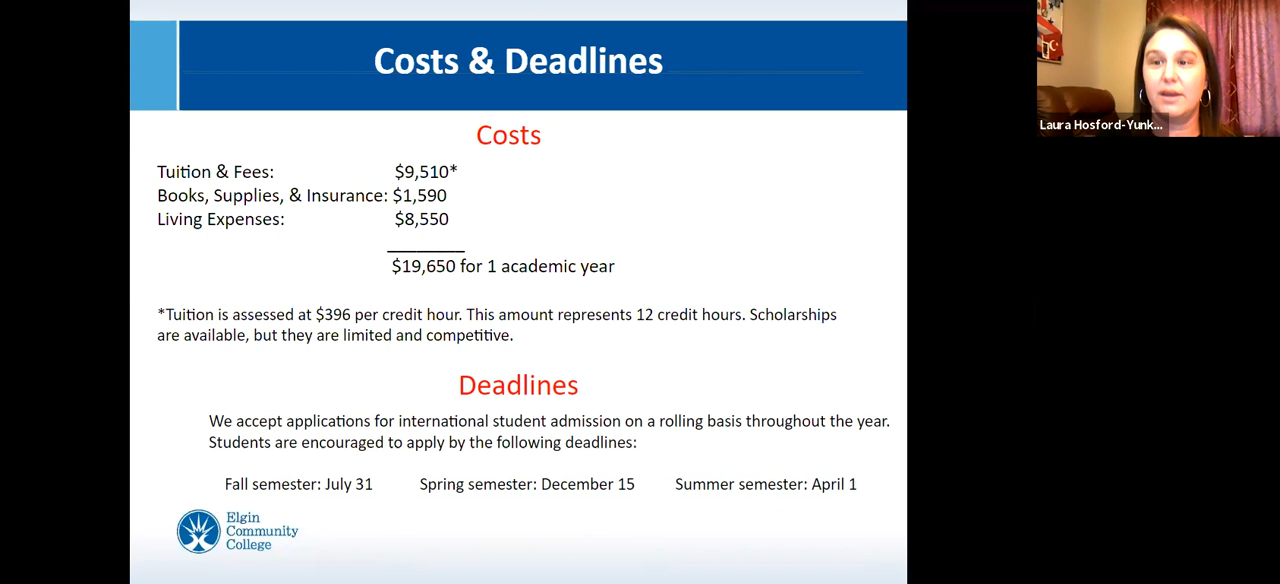 Costs & Deadlines
Costs
Tuition & Fees: $9,510*
Books, Supplies, & Insurance: $1,590
Living Expenses: $8,550
$19,650 for 1 academic year
*Tuition is assessed at $396 per credit hour. This amount represents 12 credit hours. Scholarships
are available, but they are limited and competitive.
Deadlines
We accept applications for international student admission on a rolling basis throughout the year.
Students are encouraged to apply by the following deadlines:
Fall semester: July 31 Spring semester: December 15 Summer semester: April 1
Elgin
Community
College
Laura Hosford-Yunk...